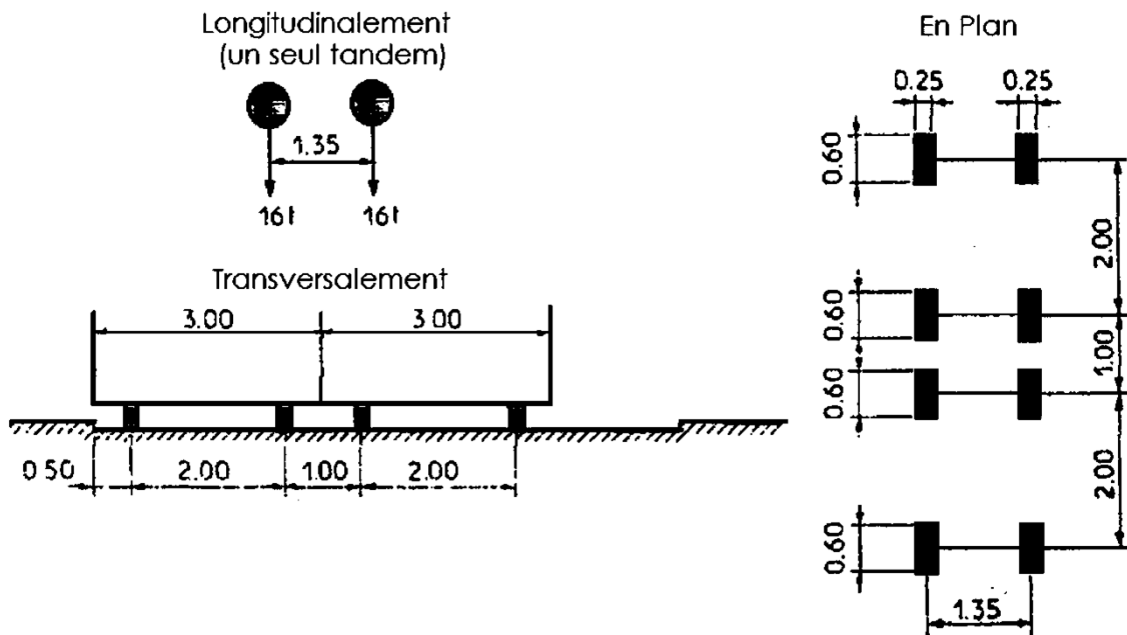 Longitudinalement
(un seul tandem)
1.35
16t
16t
Transversalement
3.00
3.00
0.50
2.00
1.00
2.00
En Plan
0.25
0.25
0.60
2.00
0.60
1.00
0.60
2.00
0.60
1.35